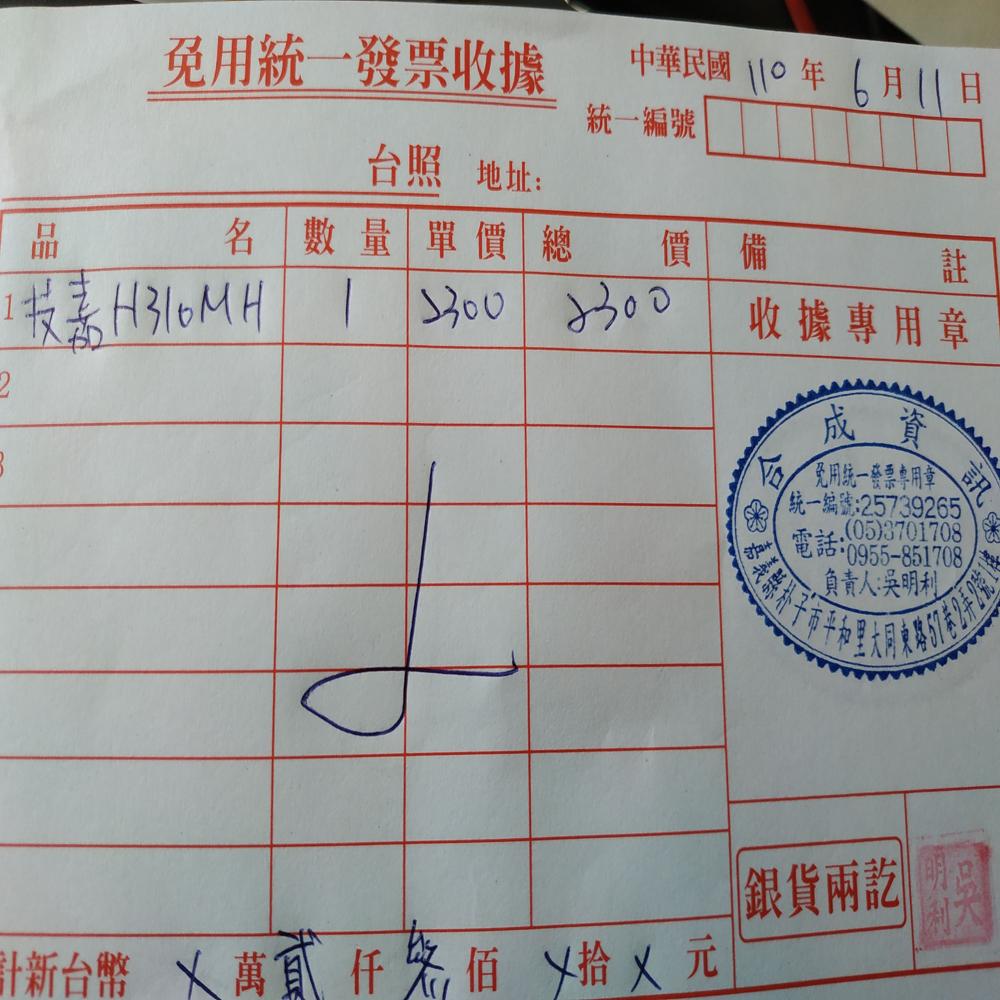 免用統一發票收據
中華民國 110 年 6 月 11 日
統一編號
台照 地址:
品名 數量 單價 總價 備註
1 技嘉H310MH 1 2300 2300
收據專用章
2
3
合成資訊
免用統一發票專用章
統一編號:25739265
電話:(05)3701708
0955-851708
負責人:吳明利
嘉義縣朴子市平和里大同東路57巷2弄2號
銀貨兩訖
吳明利
計新台幣 X 萬 貳 仟 叁 佰 X 拾 X 元